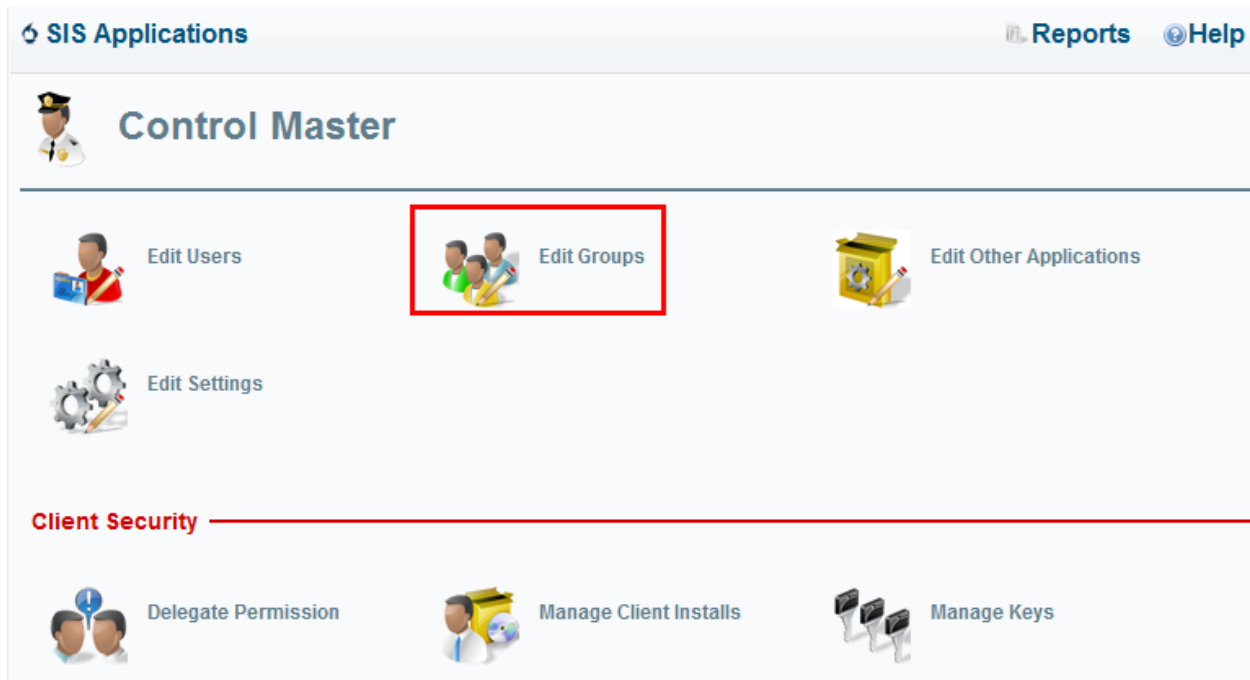 SIS Applications
Reports
Help
Control Master
Edit Users
Edit Groups
Edit Other Applications
Edit Settings
Client Security
Delegate Permission
Manage Client Installs
Manage Keys